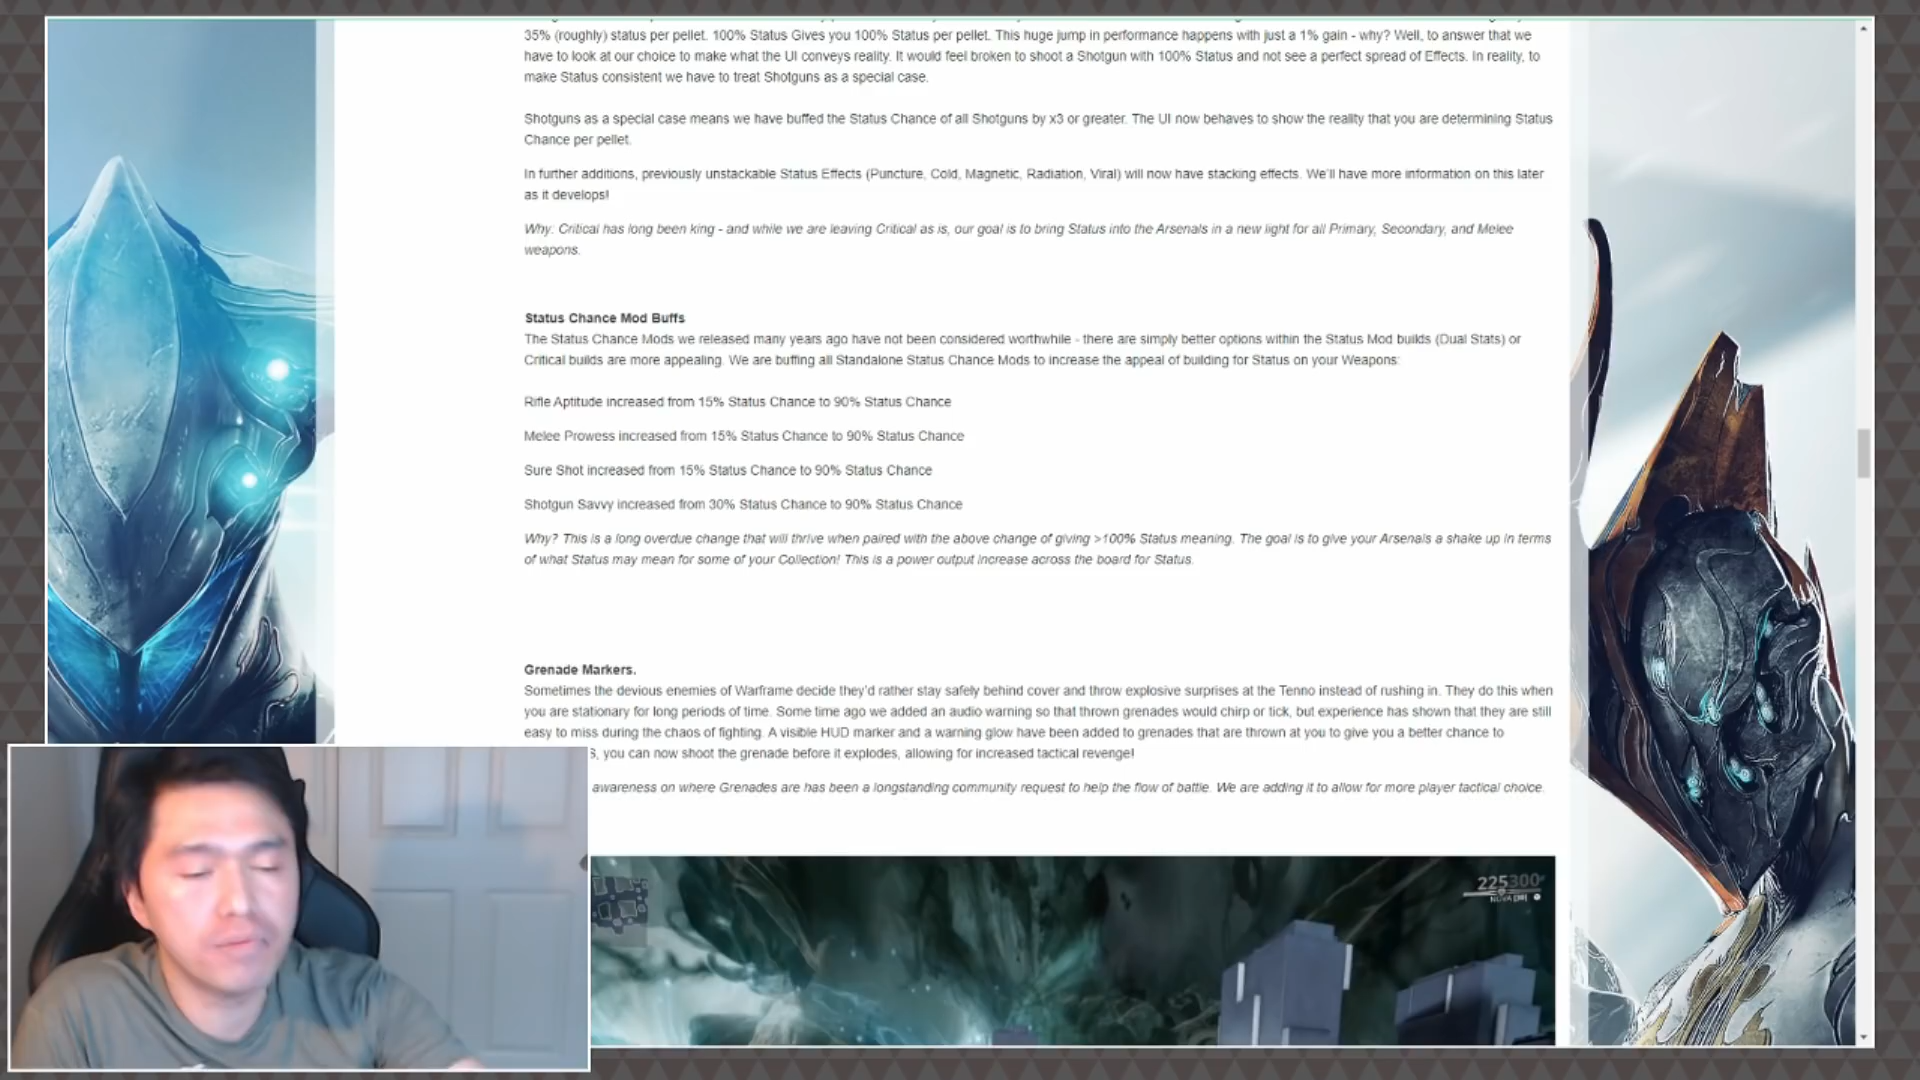 35% (roughly) status per pellet. 100% Status Gives you 100% Status per pellet. This huge jump in performance happens with just a 1% gain - why? Well, to answer that we
have to look at our choice to make what the UI conveys reality. It would feel broken to shoot a Shotgun with 100% Status and not see a perfect spread of Effects. In reality, to
make Status consistent we have to treat Shotguns as a special case.
Shotguns as a special case means we have buffed the Status Chance of all Shotguns by x3 or greater. The UI now behaves to show the reality that you are determining Status
Chance per pellet.
In further additions, previously unstackable Status Effects (Puncture, Cold, Magnetic, Radiation, Viral) will now have stacking effects. We'll have more information on this later
as it develops!
Why: Critical has long been king - and while we are leaving Critical as is, our goal is to bring Status into the Arsenals in a new light for all Primary, Secondary, and Melee
weapons.
Status Chance Mod Buffs
The Status Chance Mods we released many years ago have not been considered worthwhile - there are simply better options within the Status Mod builds (Dual Stats) or
Critical builds are more appealing. We are buffing all Standalone Status Chance Mods to increase the appeal of building for Status on your Weapons:
Rifle Aptitude increased from 15% Status Chance to 90% Status Chance
Melee Prowess increased from 15% Status Chance to 90% Status Chance
Sure Shot increased from 15% Status Chance to 90% Status Chance
Shotgun Savvy increased from 30% Status Chance to 90% Status Chance
Why? This is a long overdue change that will thrive when paired with the above change of giving >100% Status meaning. The goal is to give your Arsenals a shake up in terms
of what Status may mean for some of your Collection! This is a power output increase across the board for Status.
Grenade Markers.
Sometimes the devious enemies of Warframe decide they'd rather stay safely behind cover and throw explosive surprises at the Tenno instead of rushing in. They do this when
you are stationary for long periods of time. Some time ago we added an audio warning so that thrown grenades would chirp or tick, but experience has shown that they are still
easy to miss during the chaos of fighting. A visible HUD marker and a warning glow have been added to grenades that are thrown at you to give you a better chance to
s, you can now shoot the grenade before it explodes, allowing for increased tactical revenge!
awareness on where Grenades are has been a longstanding community request to help the flow of battle. We are adding it to allow for more player tactical choice.
225 300